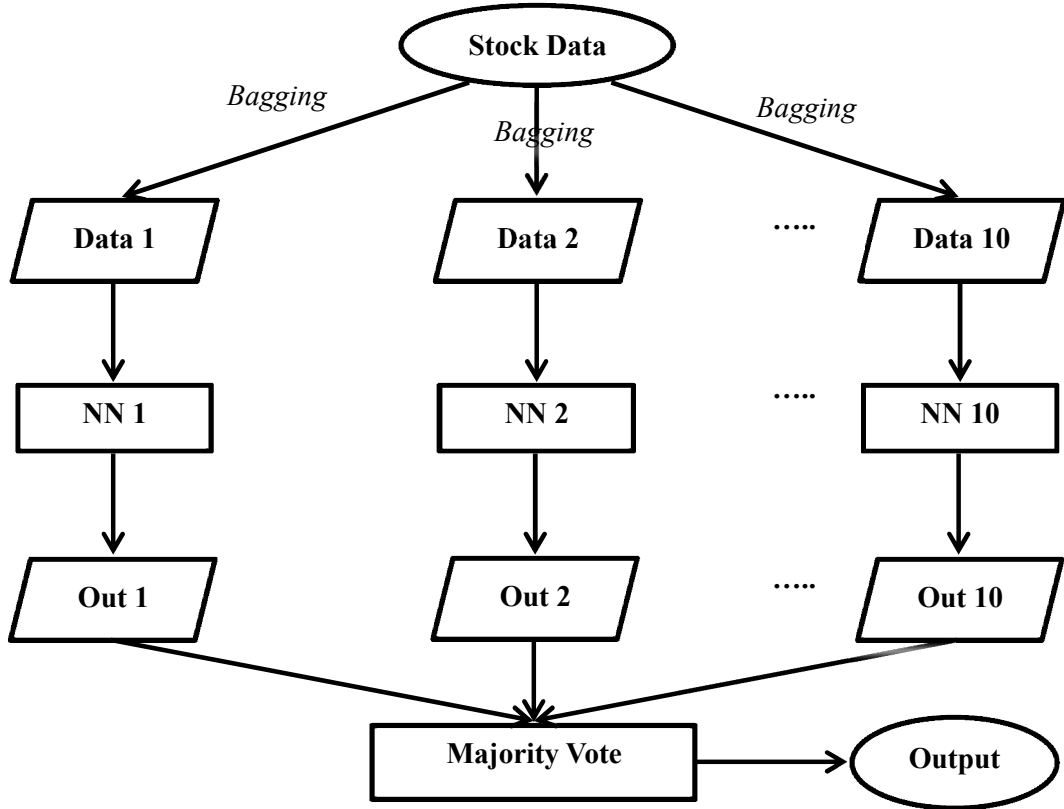 Stock Data
Bagging
Bagging
Bagging
Data 1
Data 2
.....
Data 10
NN 1
NN 2
.....
NN 10
Out 1
Out 2
.....
Out 10
Majority Vote
Output